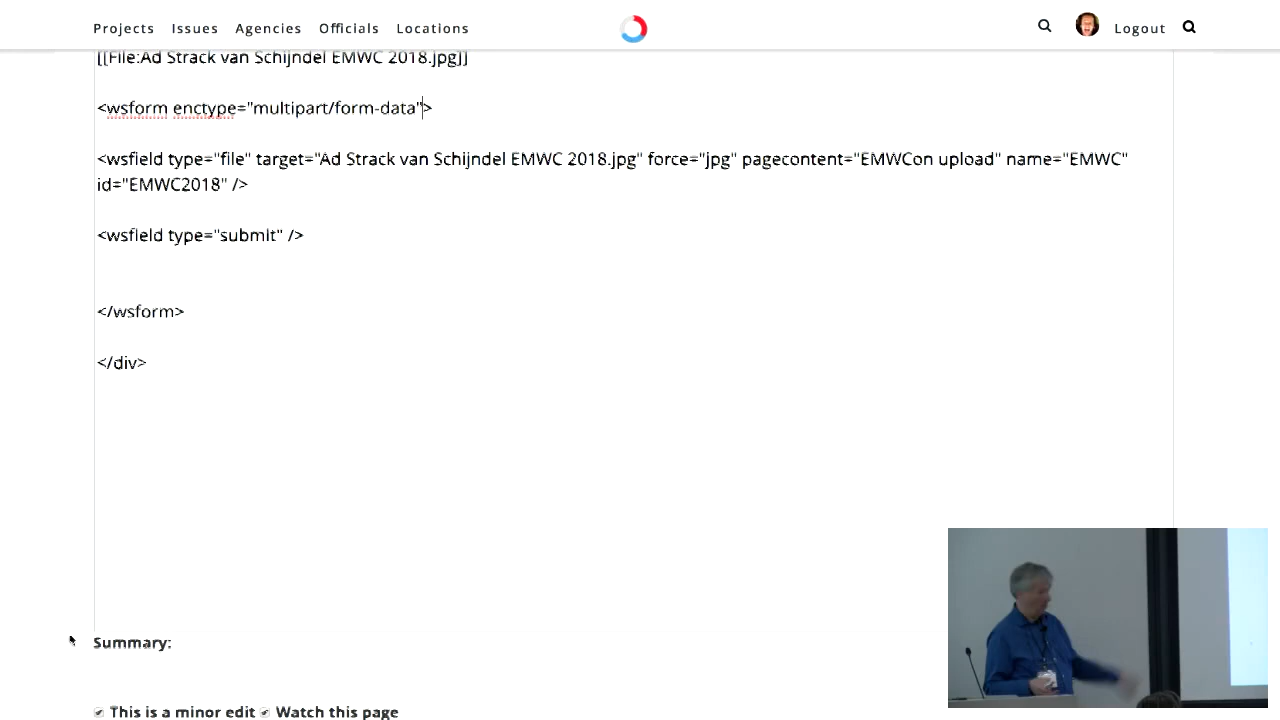 Projects Issues Agencies Officials Locations Logout
[[File:Ad Strack van Schijndel EMWC 2018.jpg]]
<wsform enctype="multipart/form-data">
<wsfield type="file" target="Ad Strack van Schijndel EMWC 2018.jpg" force="jpg" pagecontent="EMWCon upload" name="EMWC"
id="EMWC2018" />
<wsfield type="submit" />
</wsform>
</div>
Summary:
This is a minor edit Watch this page